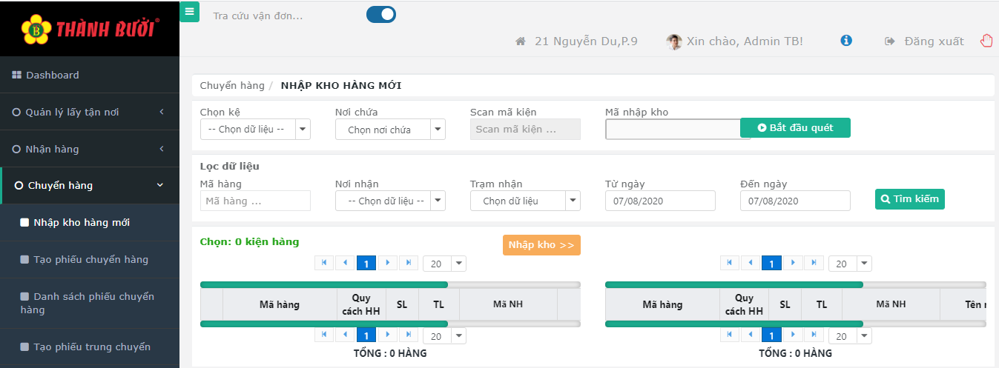 THÀNH BƯỞI®
Tra cứu vận đơn...
21 Nguyễn Du,P.9
Xin chào, Admin TB!
Đăng xuất
Dashboard
Quản lý lấy tận nơi
Nhận hàng
Chuyển hàng
Nhập kho hàng mới
Tạo phiếu chuyển hàng
Danh sách phiếu chuyển
hàng
Tạo phiếu trung chuyển
Chuyển hàng / NHẬP KHO HÀNG MỚI
Chọn kệ Nơi chứa Scan mã kiện Mã nhập kho
-- Chọn dữ liệu -- Chọn nơi chứa Scan mã kiện ... Bắt đầu quét
Lọc dữ liệu
Mã hàng Nơi nhận Trạm nhận Từ ngày Đến ngày
Mã hàng ... -- Chọn dữ liệu -- Chọn dữ liệu 07/08/2020 07/08/2020 Tìm kiếm
Chọn: 0 kiện hàng Nhập kho >>
1 20 1 20
Mã hàng Quy cách HH SL TL Mã NH
Mã hàng Quy cách HH SL TL Mã NH Tên
1 20 1 20
TỔNG : 0 HÀNG TỔNG : 0 HÀNG